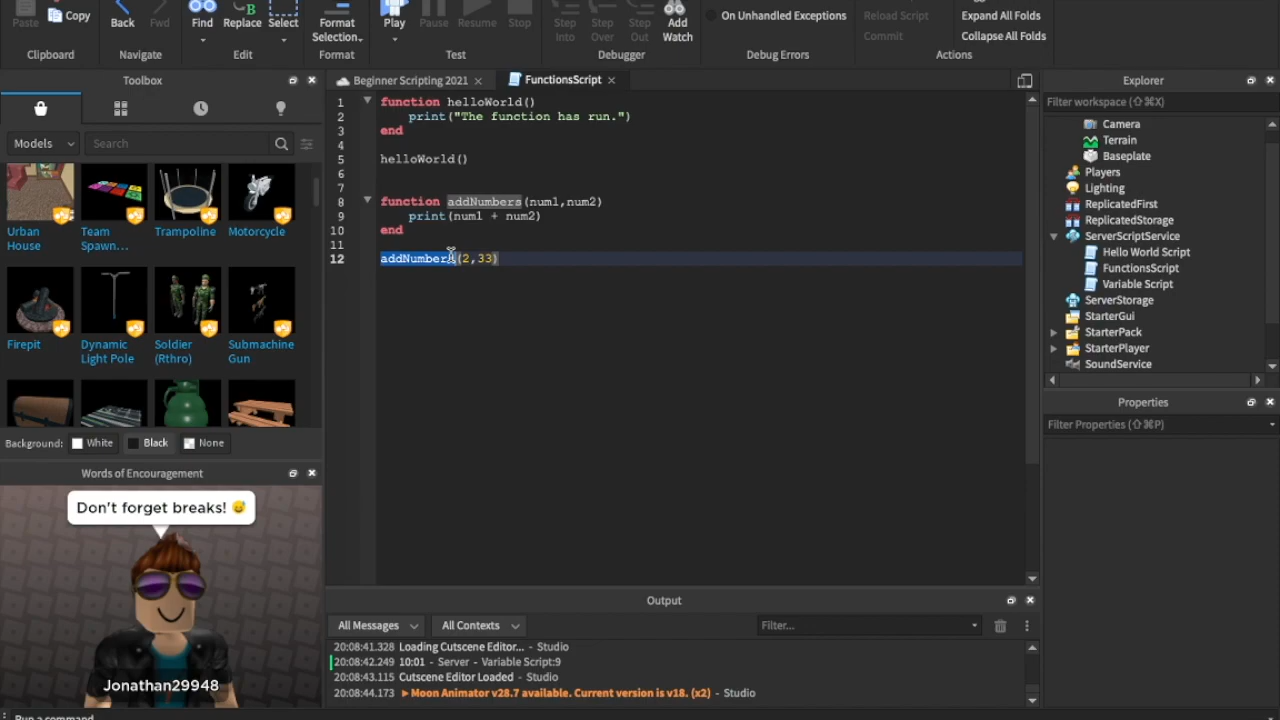 Paste
Copy
Clipboard
Back
Fwd
Navigate
Find
Replace
Select
Edit
Format
Selection
Format
Play
Pause
Resume
Stop
Test
Step
Into
Step
Over
Step
Out
Add
Watch
Debugger
On Unhandled Exceptions
Debug Errors
Reload Script
Commit
Expand All Folds
Collapse All Folds
Actions
Toolbox
Models
Search
Urban
House
Team
Spawn...
Trampoline
Motorcycle
Firepit
Dynamic
Light Pole
Soldier
(Rthro)
Submachine
Gun
Background:
White
Black
None
Words of Encouragement
Don't forget breaks! 😅
Jonathan29948
Beginner Scripting 2021
FunctionsScript
1 function helloWorld()
2 print("The function has run.")
3 end
4
5 helloWorld()
6
7
8 function addNumbers(num1,num2)
9 print(num1 + num2)
10 end
11
12 addNumbers(2,33)
Output
All Messages
All Contexts
Filter...
20:08:41.328 Loading Cutscene Editor... - Studio
20:08:42.249 10:01 - Server - Variable Script:9
20:08:43.115 Cutscene Editor Loaded - Studio
20:08:44.173 ▶Moon Animator v28.7 available. Current version is v18. (x2) - Studio
Explorer
Filter workspace (⇧⌘X)
Camera
Terrain
Baseplate
Players
Lighting
ReplicatedFirst
ReplicatedStorage
ServerScriptService
Hello World Script
FunctionsScript
Variable Script
ServerStorage
StarterGui
StarterPack
StarterPlayer
SoundService
Properties
Filter Properties (⇧⌘P)
Run a command